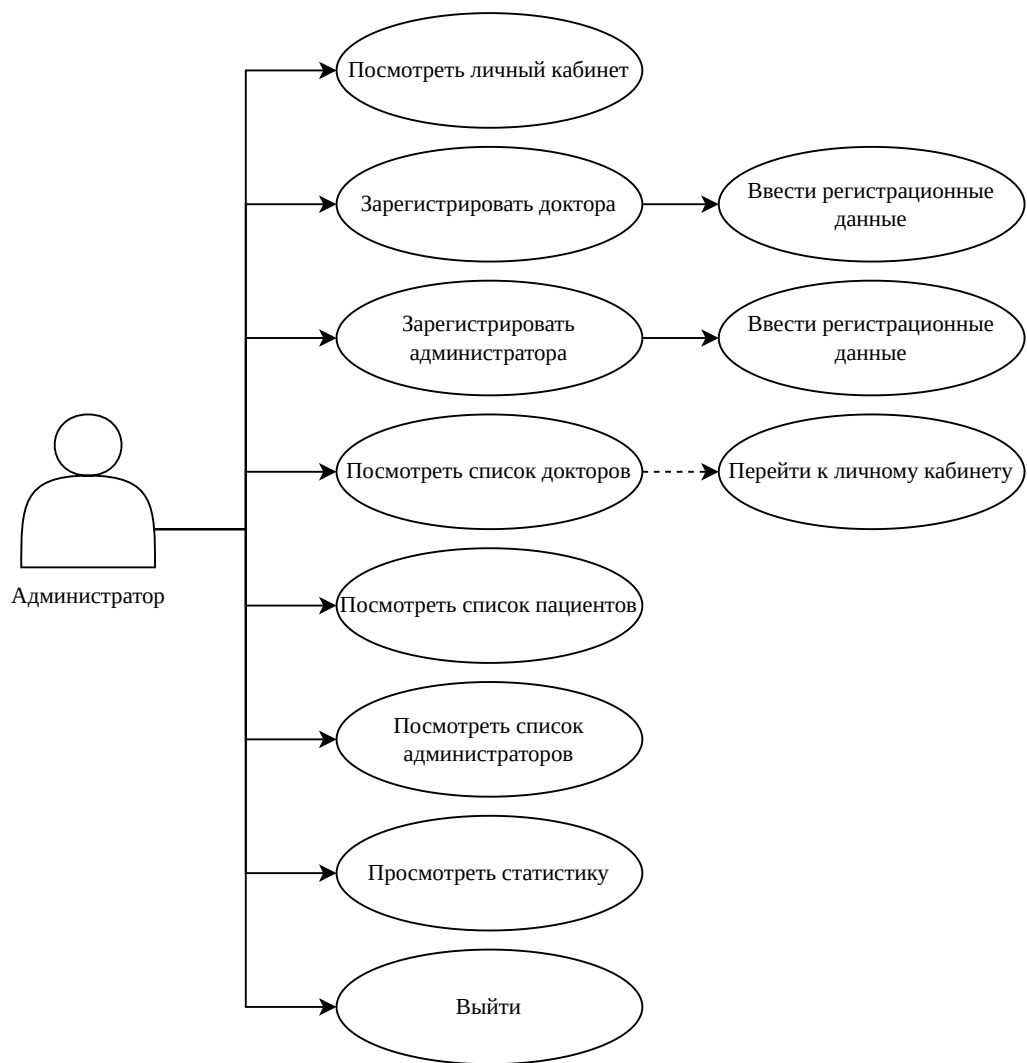 Посмотреть личный кабинет
Зарегистрировать доктора
Ввести регистрационные
данные
Зарегистрировать
администратора
Ввести регистрационные
данные
Посмотреть список докторов
Перейти к личному кабинету
Администратор
Посмотреть список пациентов
Посмотреть список
администраторов
Просмотреть статистику
Выйти